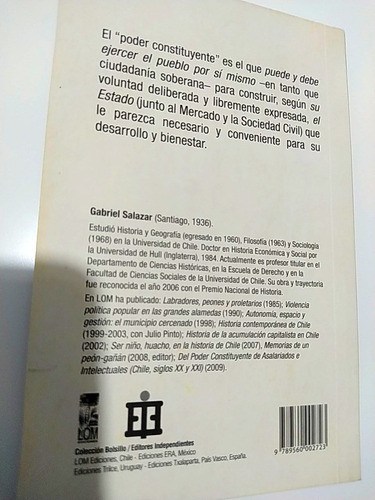 El "poder constituyente" es el que puede y debe
ejercer el pueblo por sí mismo –en tanto que
ciudadanía soberana– para construir, según su
voluntad deliberada y libremente expresada, el
Estado (junto al Mercado y la Sociedad Civil) que
le parezca necesario y conveniente para su
desarrollo y bienestar.
Gabriel Salazar (Santiago, 1936).
Estudió Historia y Geografía (egresado en 1960), Filosofía (1963) y Sociología
(1968) en la Universidad de Chile. Doctor en Historia Económica y Social por
la Universidad de Hull (Inglaterra), 1984. Actualmente es profesor titular en el
Departamento de Ciencias Históricas, en la Escuela de Derecho y en la
Facultad de Ciencias Sociales de la Universidad de Chile. Su obra y trayectoria
fue reconocida el año 2006 con el Premio Nacional de Historia.
En LOM ha publicado: Labradores, peones y proletarios (1985); Violencia
política popular en las grandes alamedas (1990); Autonomía, espacio y
gestión: el municipio cercenado (1998); Historia contemporánea de Chile
(1999-2003, con Julio Pinto); Historia de la acumulación capitalista en Chile
(2002); Ser niño, huacho, en la historia de Chile (2007), Memorias de un
peón-gañán (2008, editor); Del Poder Constituyente de Asalariados e
Intelectuales (Chile, siglos XX y XXI) (2009).
LOM
Colección Bolsillo / Editores Independientes
LOM Ediciones, Chile - Ediciones ERA, México
Ediciones Trilce, Uruguay - Ediciones Txalaparta, País Vasco, España.
9 789560 002723